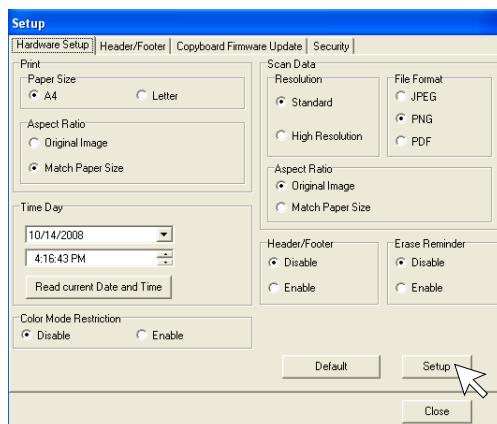 Setup
Hardware Setup Header/Footer Copyboard Firmware Update Security
Print
Paper Size
A4 Letter
Aspect Ratio
Original Image
Match Paper Size
Time Day
10/14/2008
4:16:43 PM
Read current Date and Time
Color Mode Restriction
Disable Enable
Scan Data
Resolution
Standard
High Resolution
File Format
JPEG
PNG
PDF
Aspect Ratio
Original Image
Match Paper Size
Header/Footer
Disable
Enable
Erase Reminder
Disable
Enable
Default
Setup
Close